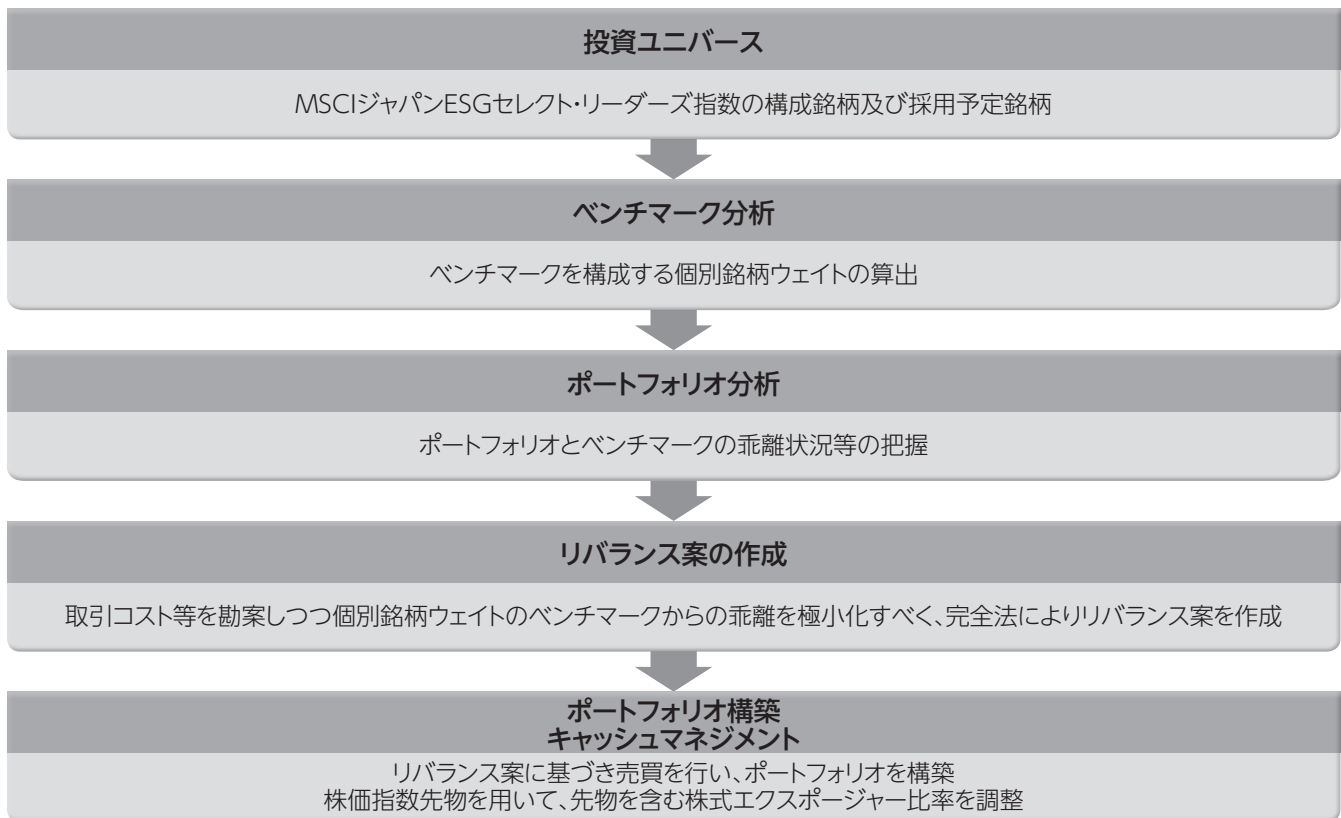 投資ユニバース
MSCIジャパンESGセレクト・リーダーズ指数の構成銘柄及び採用予定銘柄
ベンチマーク分析
ベンチマークを構成する個別銘柄ウェイトの算出
ポートフォリオ分析
ポートフォリオとベンチマークの乖離状況等の把握
リバランス案の作成
取引コスト等を勘案しつつ個別銘柄ウェイトのベンチマークからの乖離を極小化すべく、完全法によりリバランス案を作成
ポートフォリオ構築
キャッシュマネジメント
リバランス案に基づき売買を行い、ポートフォリオを構築
株価指数先物を用いて、先物を含む株式エクスポージャー比率を調整